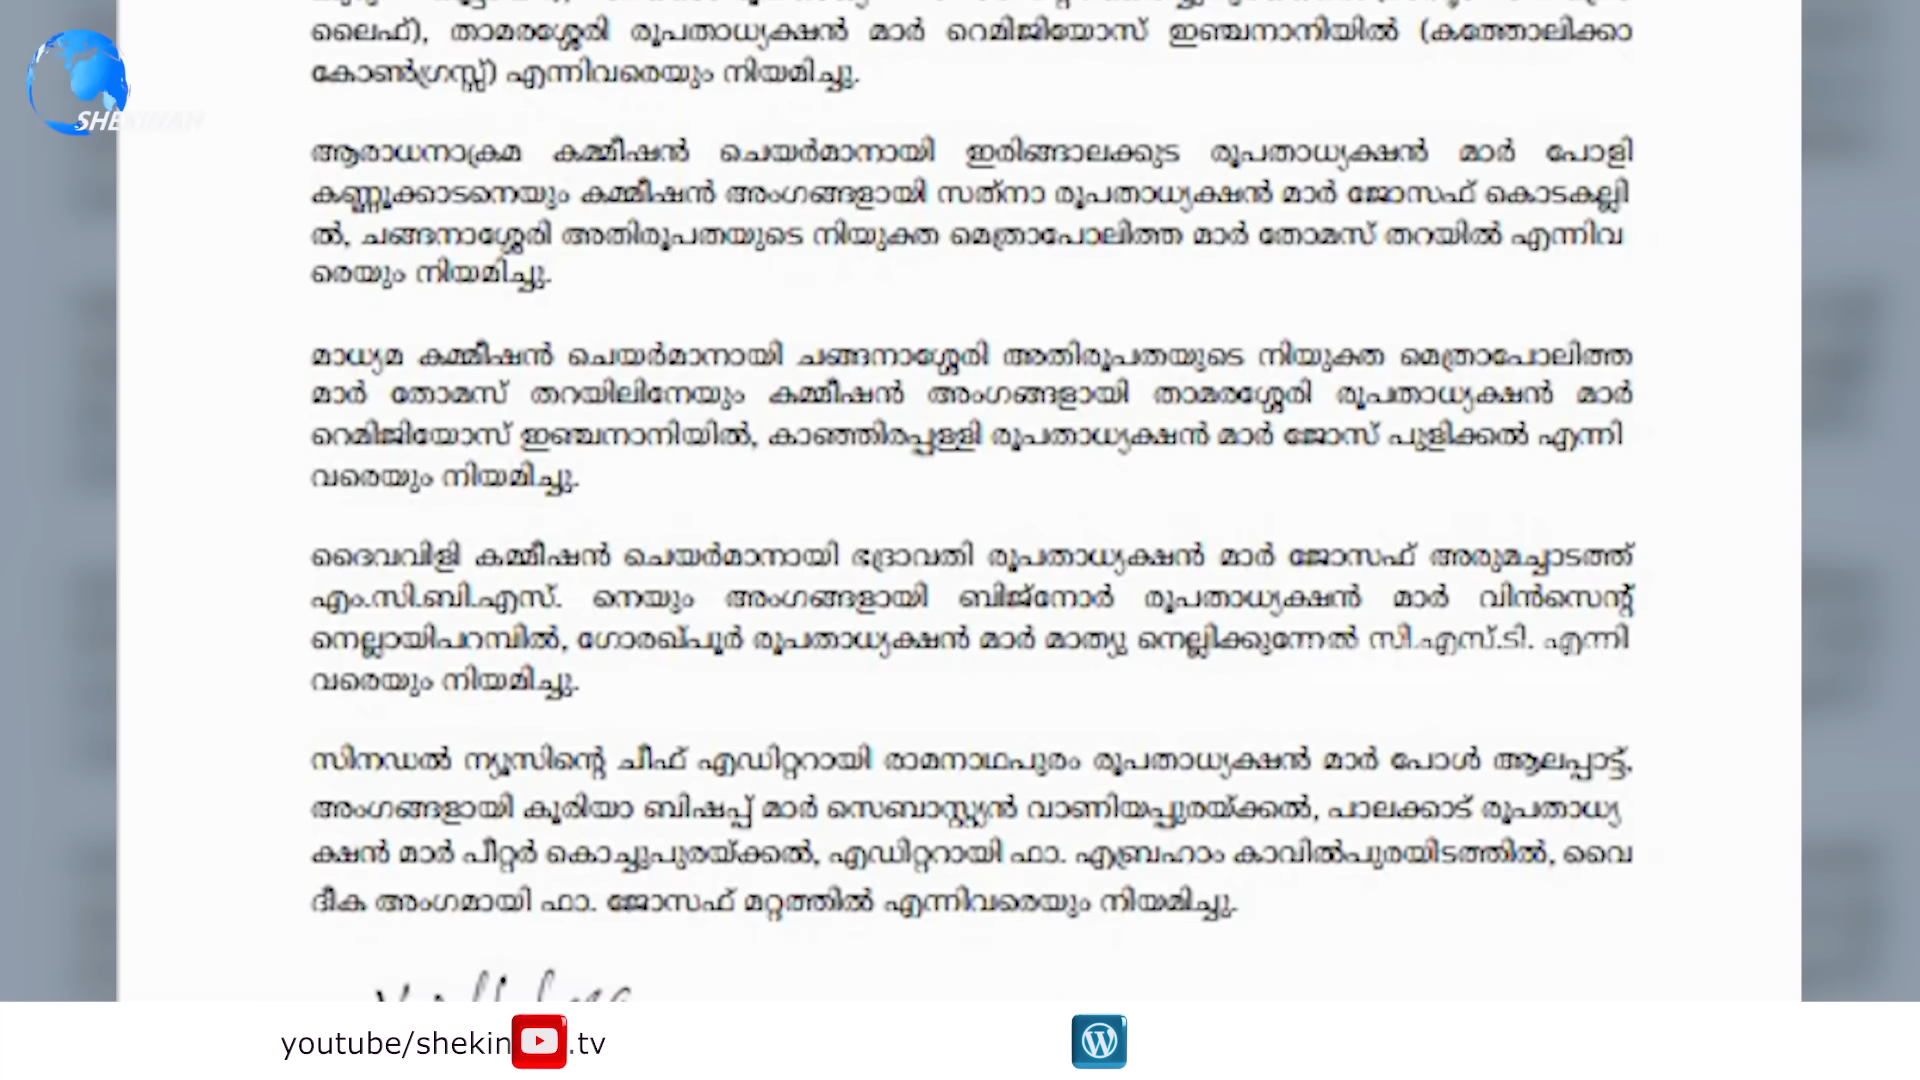 SHEKINAH
ലൈഫ്), താമരശ്ശേരി രൂപതാധ്യക്ഷൻ മാർ റെമിജിയോസ് ഇഞ്ചനാനിയിൽ (കത്തോലിക്കാ
കോൺഗ്രസ്സ്) എന്നിവരെയും നിയമിച്ചു.
ആരാധനാക്രമ കമ്മീഷൻ ചെയർമാനായി ഇരിങ്ങാലക്കുട രൂപതാധ്യക്ഷൻ മാർ പോളി
കണ്ണൂക്കാടനെയും കമ്മീഷൻ അംഗങ്ങളായി സത്‌നാ രൂപതാധ്യക്ഷൻ മാർ ജോസഫ് കൊടകല്ലി
ൽ, ചങ്ങനാശ്ശേരി അതിരൂപതയുടെ നിയുക്ത മെത്രാപോലിത്ത മാർ തോമസ് തറയിൽ എന്നിവ
രെയും നിയമിച്ചു.
മാധ്യമ കമ്മീഷൻ ചെയർമാനായി ചങ്ങനാശ്ശേരി അതിരൂപതയുടെ നിയുക്ത മെത്രാപോലിത്ത
മാർ തോമസ് തറയിലിനേയും കമ്മീഷൻ അംഗങ്ങളായി താമരശ്ശേരി രൂപതാധ്യക്ഷൻ മാർ
റെമിജിയോസ് ഇഞ്ചനാനിയിൽ, കാഞ്ഞിരപ്പള്ളി രൂപതാധ്യക്ഷൻ മാർ ജോസ് പുളിക്കൽ എന്നി
വരെയും നിയമിച്ചു.
ദൈവവിളി കമ്മീഷൻ ചെയർമാനായി ഭദ്രാവതി രൂപതാധ്യക്ഷൻ മാർ ജോസഫ് അരുമച്ചാടത്ത്
എം.സി.ബി.എസ്. നെയും അംഗങ്ങളായി ബിജ്‌നോർ രൂപതാധ്യക്ഷൻ മാർ വിൻസെന്റ്
നെല്ലായിപറമ്പിൽ, ഗോരഖ്പൂർ രൂപതാധ്യക്ഷൻ മാർ മാത്യു നെല്ലിക്കുന്നേൽ സി.എസ്.ടി. എന്നി
വരെയും നിയമിച്ചു.
സിനഡൽ ന്യൂസിന്റെ ചീഫ് എഡിറ്ററായി രാമനാഥപുരം രൂപതാധ്യക്ഷൻ മാർ പോൾ ആലപ്പാട്ട്,
അംഗങ്ങളായി കൂരിയാ ബിഷപ്പ് മാർ സെബാസ്റ്റ്യൻ വാണിയപ്പുരയ്ക്കൽ, പാലക്കാട് രൂപതാധ്യ
ക്ഷൻ മാർ പീറ്റർ കൊച്ചുപുരയ്ക്കൽ, എഡിറ്ററായി ഫാ. എബ്രഹാം കാവിൽപുരയിടത്തിൽ, വൈ
ദീക അംഗമായി ഫാ. ജോസഫ് മറ്റത്തിൽ എന്നിവരെയും നിയമിച്ചു.
youtube/shekin .tv